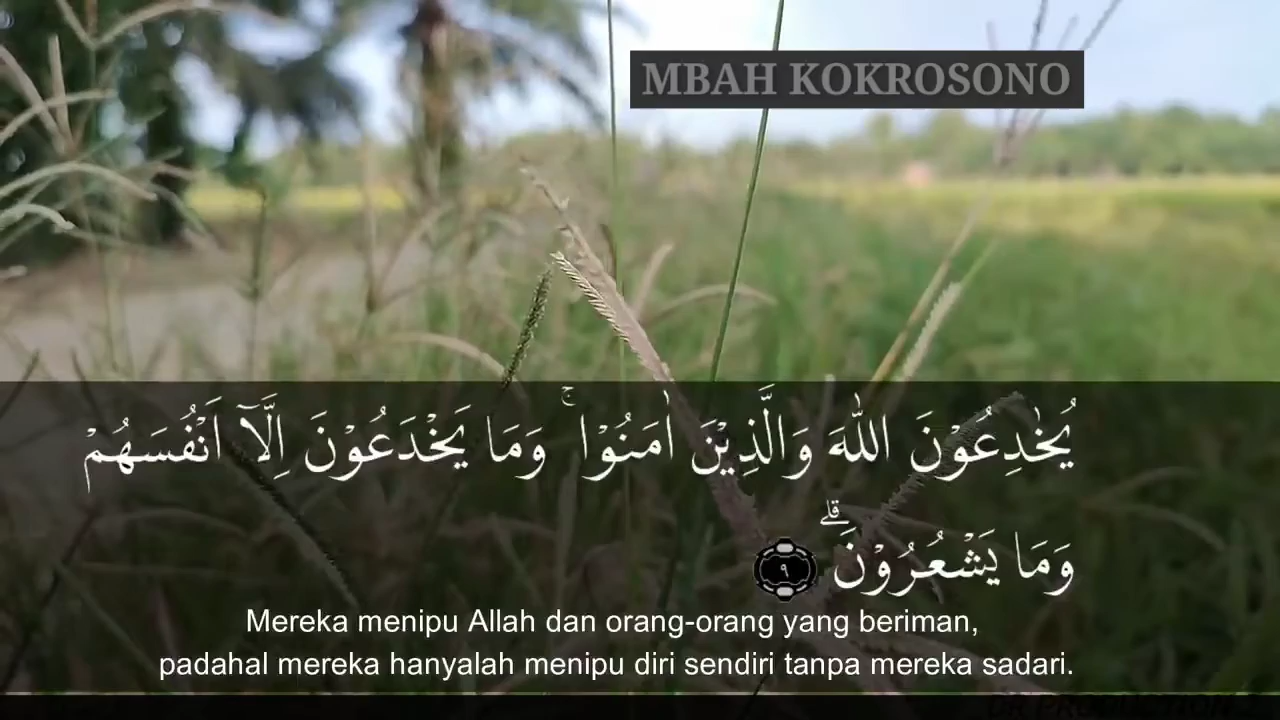 MBAH KOKROSONO
يُخٰدِعُوْنَ اللّٰهَ وَالَّذِيْنَ اٰمَنُوْا ۚ وَمَا يَخْدَعُوْنَ اِلَّآ اَنْفُسَهُمْ
وَمَا يَشْعُرُوْنَۗ ٩
Mereka menipu Allah dan orang-orang yang beriman,
padahal mereka hanyalah menipu diri sendiri tanpa mereka sadari.